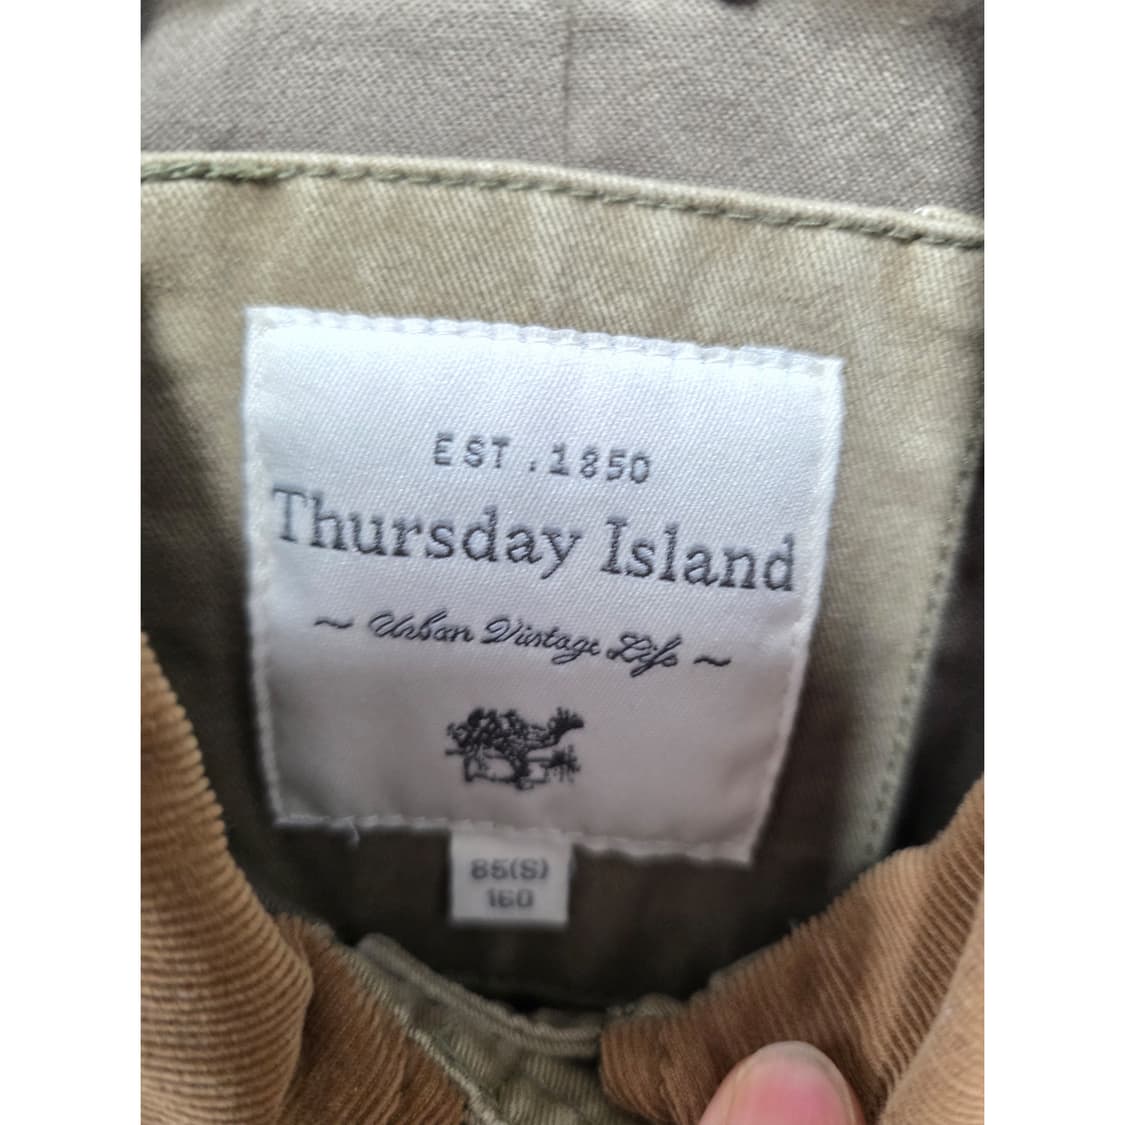 EST.1850
Thursday Island
~ Urban Vintage Life ~
85(S)
160